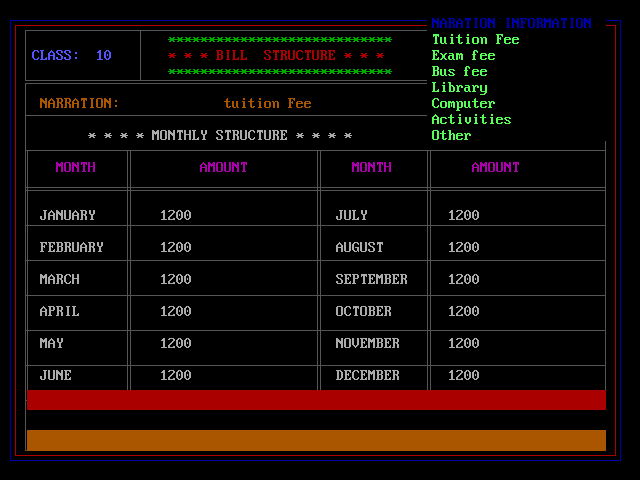 NARATION INFORMATION
Tuition Fee
Exam fee
Bus fee
Library
Computer
Activities
Other
CLASS:  10
****************************
* * * BILL  STRUCTURE * * *
****************************
NARRATION:  tuition Fee
* * * * MONTHLY STRUCTURE * * * *
MONTH  AMOUNT  MONTH  AMOUNT
JANUARY  1200  JULY  1200
FEBRUARY  1200  AUGUST  1200
MARCH  1200  SEPTEMBER  1200
APRIL  1200  OCTOBER  1200
MAY  1200  NOVEMBER  1200
JUNE  1200  DECEMBER  1200